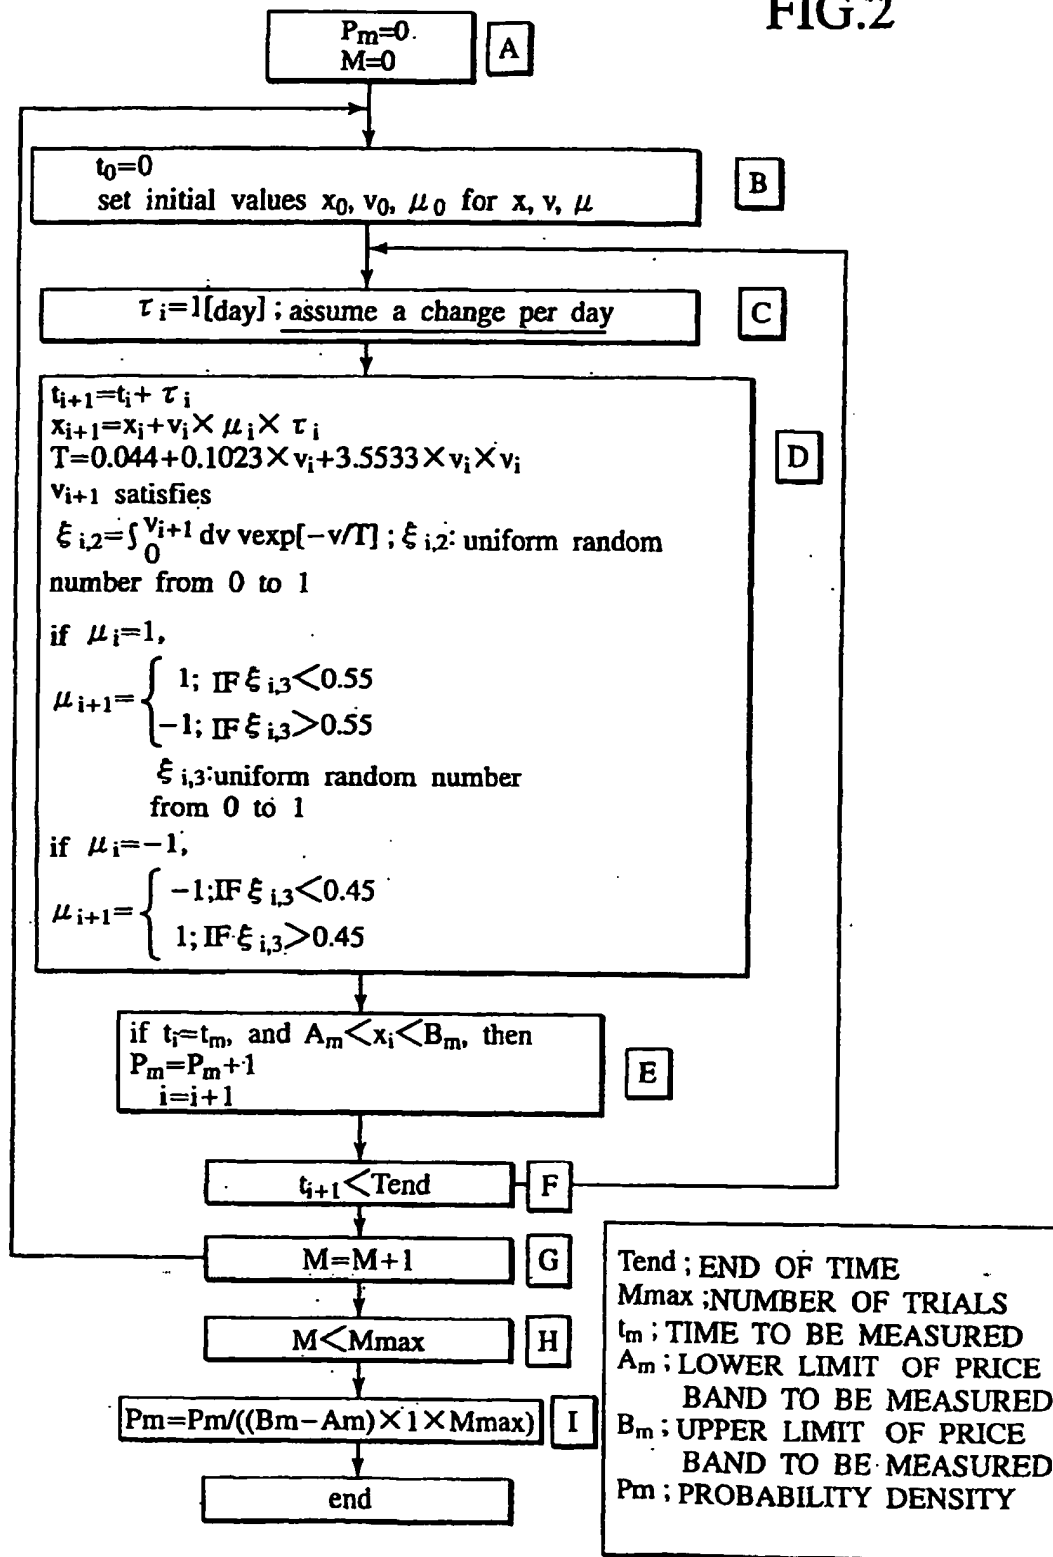 FIG.2
Pm=0.
M=0
A
t0=0
set initial values x0, v0, μ0 for x, v, μ
B
τi=1[day] ; assume a change per day
C
ti+1=ti+ τi
xi+1=xi+vi× μi× τi
T=0.044+0.1023×vi+3.5533×vi×vi
vi+1 satisfies
ξi,2=∫0^vi+1 dv vexp[-v/T] ; ξi,2: uniform random
number from 0 to 1
if μi=1,
μi+1={ 1; IF ξi,3<0.55
-1; IF ξi,3>0.55
ξi,3:uniform random number
from 0 to 1
if μi=-1,
μi+1={ -1;IF ξi,3<0.45
1; IF ξi,3>0.45
D
if ti=tm, and Am<xi<Bm, then
Pm=Pm+1
i=i+1
E
ti+1<Tend
F
M=M+1
G
M<Mmax
H
Pm=Pm/((Bm-Am)×1×Mmax)
I
end
Tend ; END OF TIME
Mmax ;NUMBER OF TRIALS
tm ; TIME TO BE MEASURED
Am ; LOWER LIMIT OF PRICE
BAND TO BE MEASURED
Bm ; UPPER LIMIT OF PRICE
BAND TO BE MEASURED
Pm ; PROBABILITY DENSITY